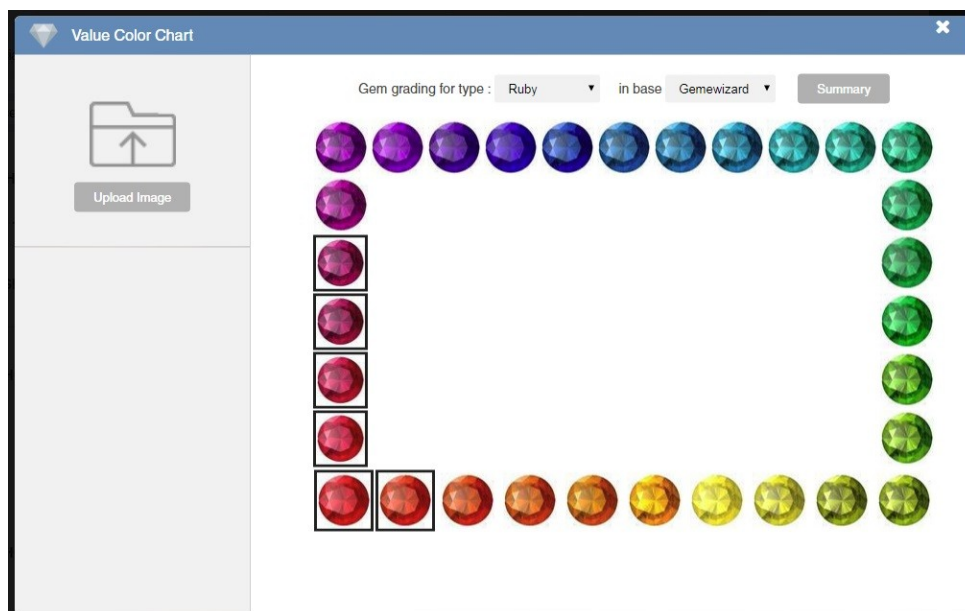 Value Color Chart
Gem grading for type : Ruby in base Gemewizard Summary
Upload Image